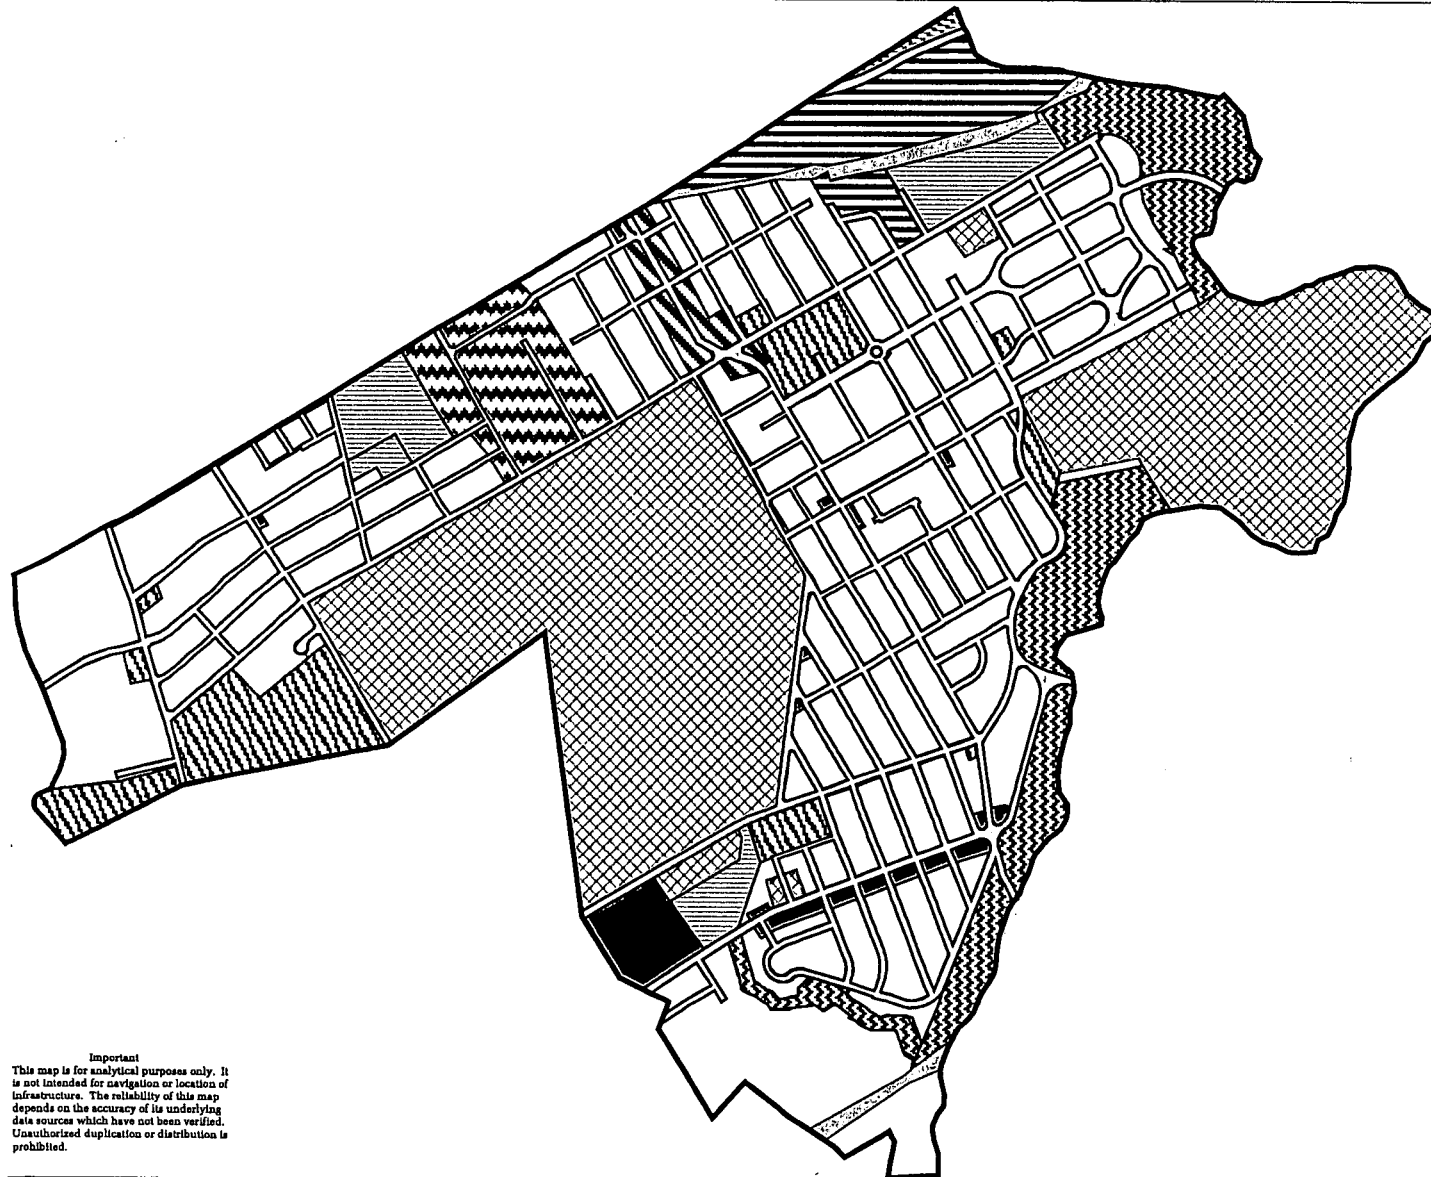 Important
This map is for analytical purposes only. It
is not intended for navigation or location of
infrastructure. The reliability of this map
depends on the accuracy of its underlying
data sources which have not been verified.
Unauthorized duplication or distribution is
prohibited.